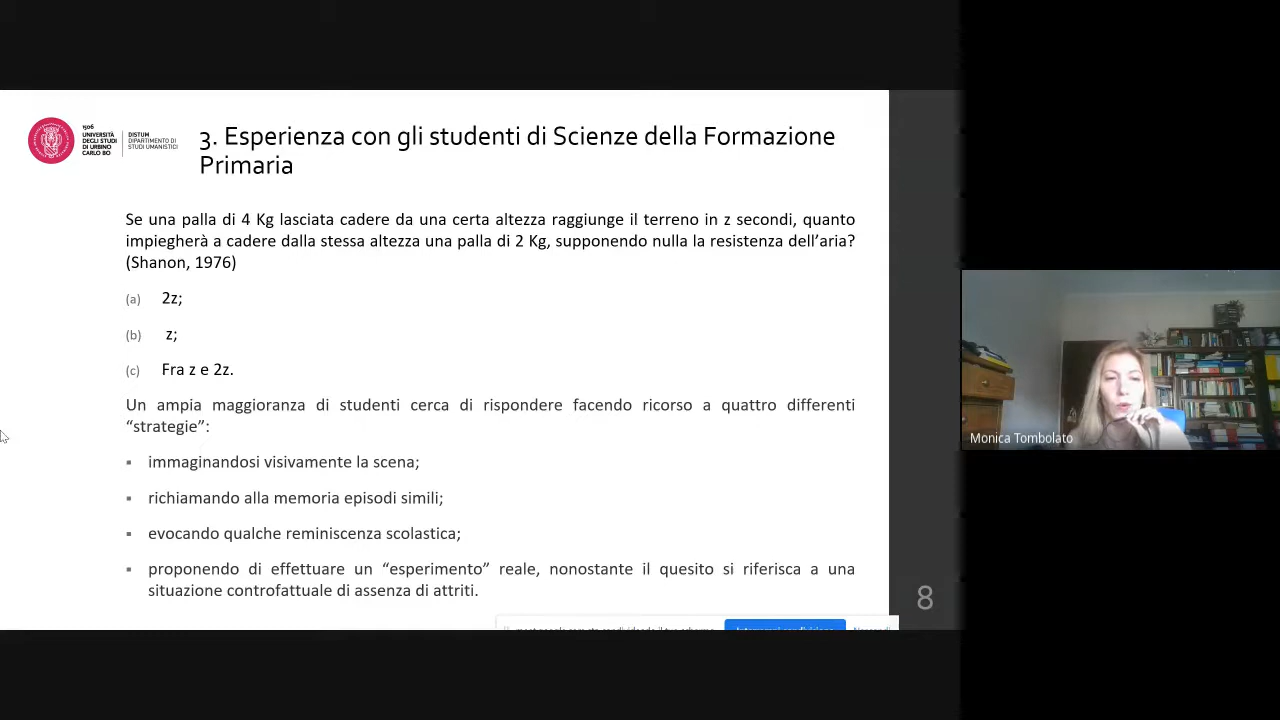 1506
UNIVERSITÀ
DEGLI STUDI
DI URBINO
CARLO BO
DISTUM
DIPARTIMENTO DI
STUDI UMANISTICI
3. Esperienza con gli studenti di Scienze della Formazione
Primaria
Se una palla di 4 Kg lasciata cadere da una certa altezza raggiunge il terreno in z secondi, quanto
impiegherà a cadere dalla stessa altezza una palla di 2 Kg, supponendo nulla la resistenza dell’aria?
(Shanon, 1976)
(a) 2z;
(b) z;
(c) Fra z e 2z.
Un ampia maggioranza di studenti cerca di rispondere facendo ricorso a quattro differenti
“strategie”:
▪ immaginandosi visivamente la scena;
▪ richiamando alla memoria episodi simili;
▪ evocando qualche reminiscenza scolastica;
▪ proponendo di effettuare un “esperimento” reale, nonostante il quesito si riferisca a una
situazione controfattuale di assenza di attriti.
8
Monica Tombolato